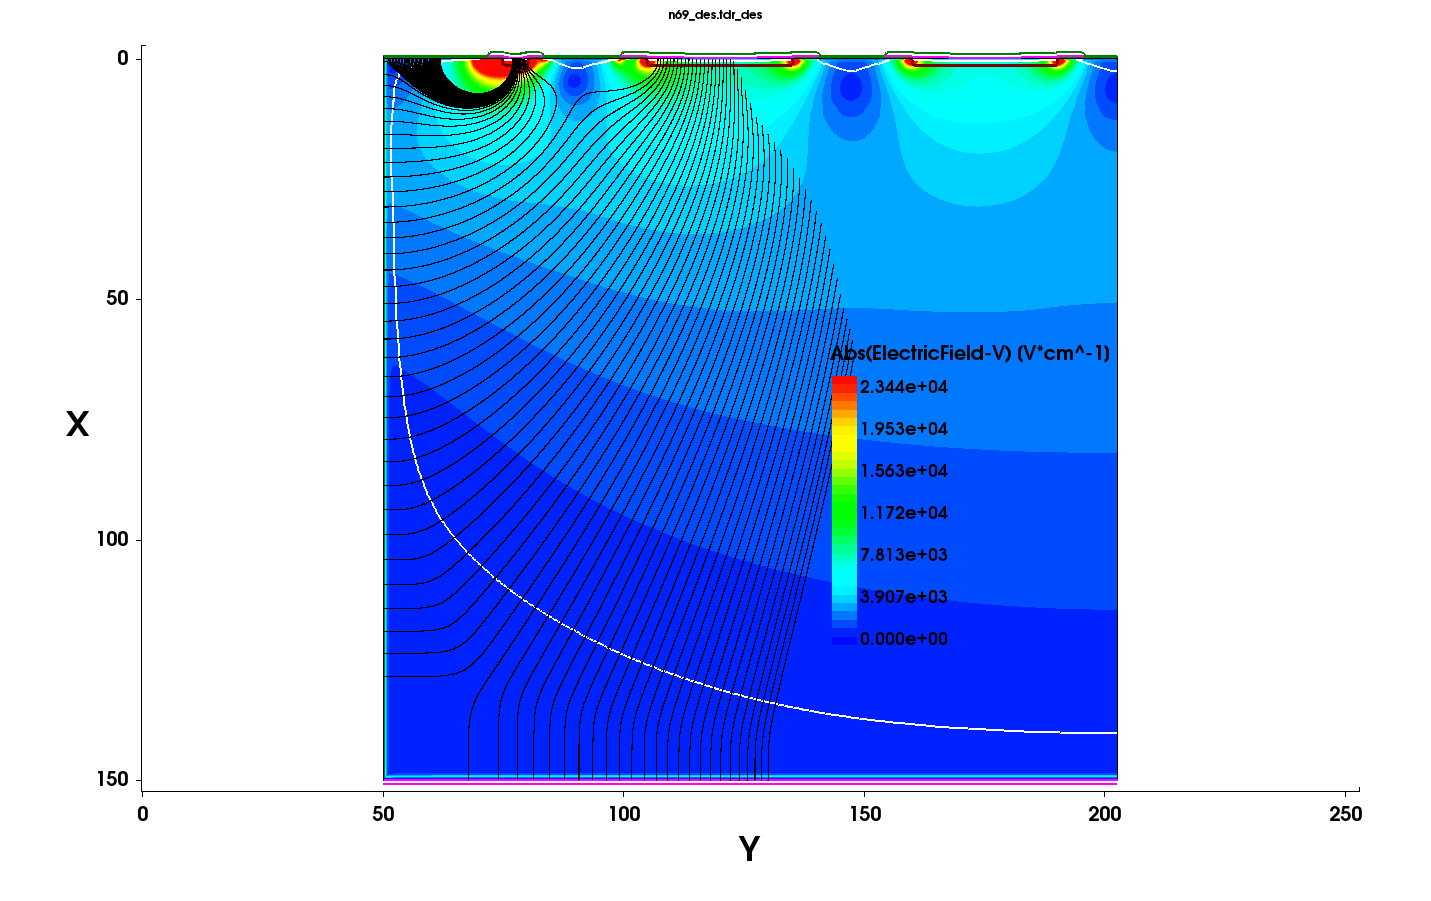 n69_des.tdr_des
0
50
100
150
X
Abs(ElectricField-V) (V*cm^-1)
2.344e+04
1.953e+04
1.563e+04
1.172e+04
7.813e+03
3.907e+03
0.000e+00
0 50 100 150 200 250
Y